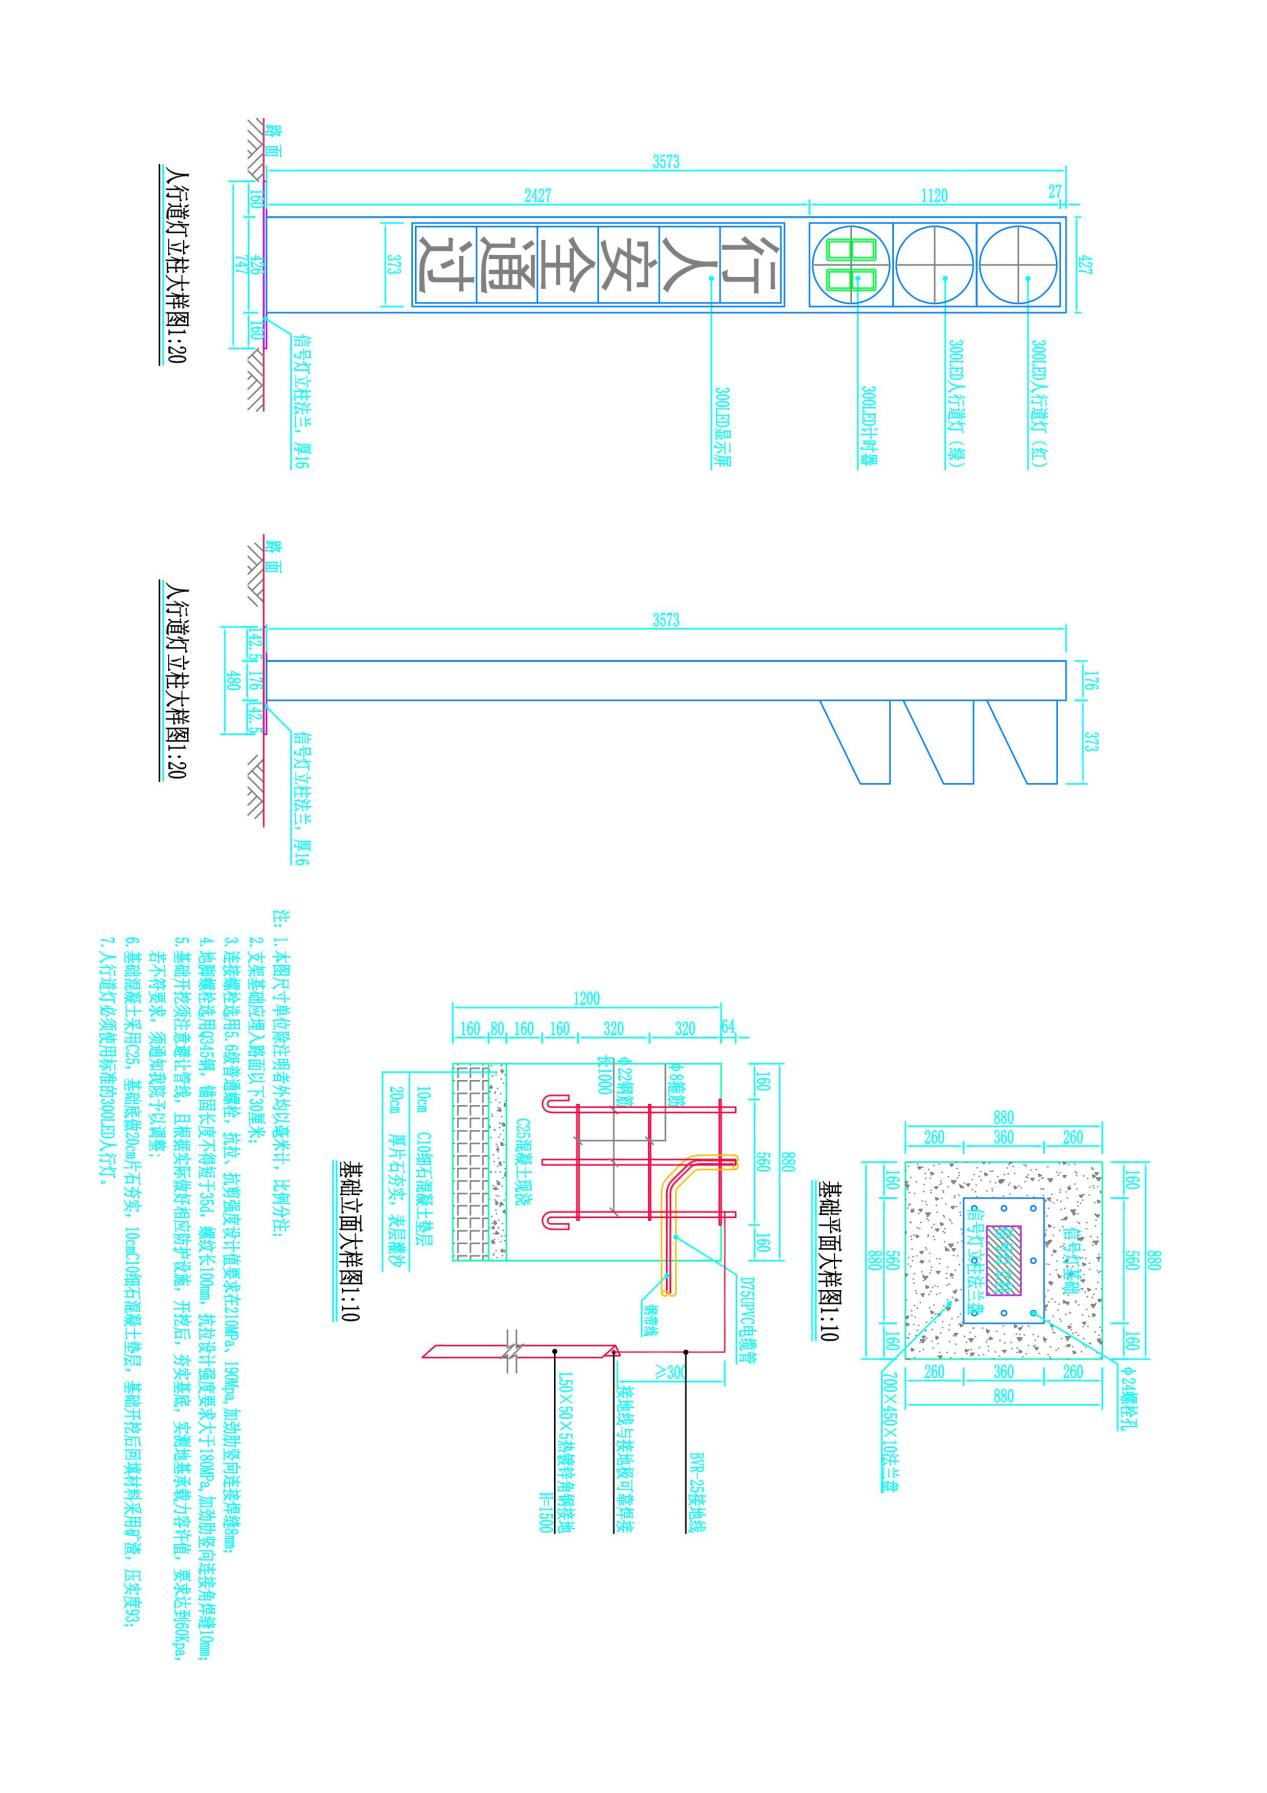 3573
27
1120
2427
427
行人安全通过
373
300LED人行道灯（红）
300LED人行道灯（绿）
300LED计时器
300LED显示屏
路 面
160
426
160
747
信号灯立柱法兰，厚16
人行道灯立柱大样图1:20
3573
176
373
路 面
142.5
176
142.5
480
信号灯立柱法兰，厚16
人行道灯立柱大样图1:20
880
160
560
160
880
260
360
260
880
260
360
260
信号灯基础
信号灯立柱法兰盘
160
560
160
880
φ24螺栓孔
700×450×10法兰盘
基础平面大样图1:10
880
160
560
160
1200
64
320
320
160
160
80
160
φ8箍筋
φ22钢筋
长1000
C25混凝土现浇
D75UPVC电缆管
钢带线
≥300
BVR-25接地线
接地线与接地极可靠焊接
L50×50×5热镀锌角钢接地
H=1500
10cm C10细石混凝土垫层
20cm 厚片石夯实，表层灌沙
基础立面大样图1:10
注：1.本图尺寸单位除注明者外均以毫米计，比例分注；
2.支架基础应埋入路面以下30厘米；
3.连接螺栓选用5.6级普通螺栓，抗拉、抗剪强度设计值要求在210MPa、190Mpa,加劲肋竖向连接焊缝8mm；
4.地脚螺栓选用Q345钢，锚固长度不得短于35d，螺纹长100mm，抗拉设计强度要求大于180MPa,加劲肋竖向连接角焊缝10mm；
5.基础开挖须注意避让管线，且根据实际做好相应防护设施，开挖后，夯实基底，实测地基承载力容许值，要求达到60Kpa，
若不符要求，须通知我院予以调整；
6.基础混凝土采用C25，基础底做20cm片石夯实，10cmC10细石混凝土垫层，基础开挖后回填材料采用矿渣，压实度93；
7.人行道灯必须使用标准的300LED人行灯。